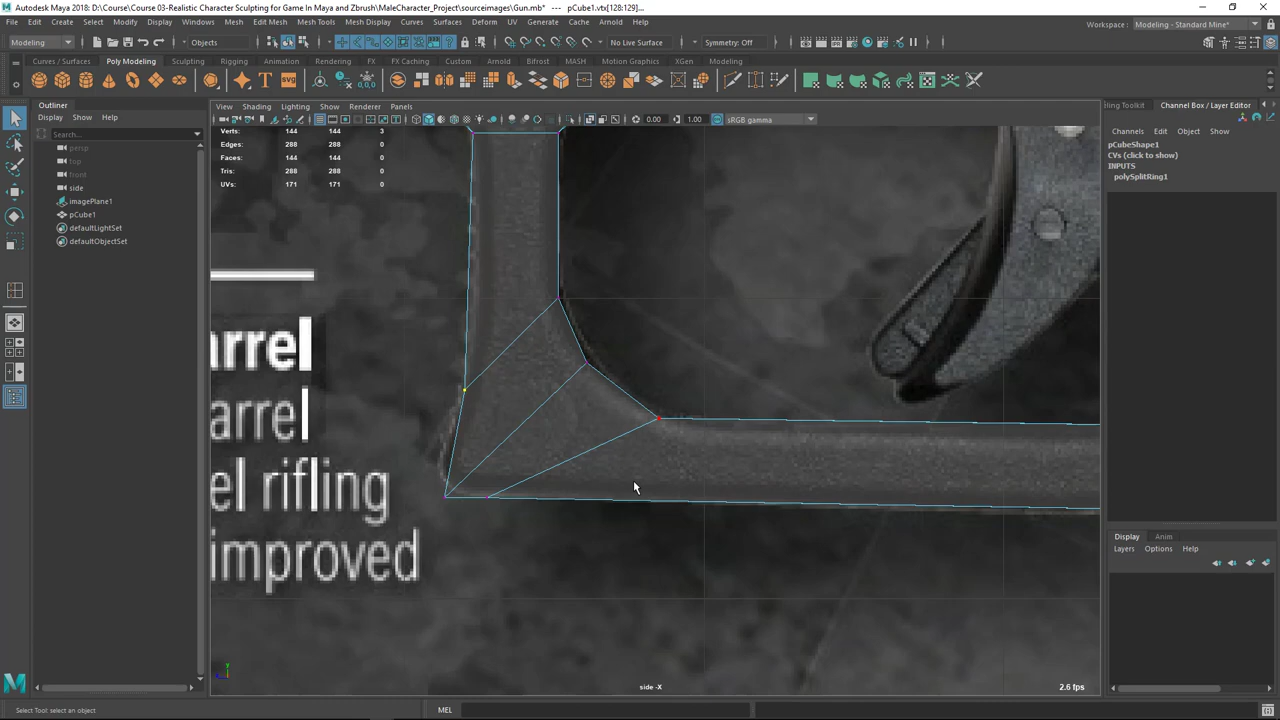 Autodesk Maya 2018: D:\Course\Course 03-Realistic Character Sculpting for Game In Maya and Zbrush\MaleCharacter_Project\sourceimages\Gun.mb* --- pCube1.vtx[128:129]...
File Edit Create Select Modify Display Windows Mesh Edit Mesh Mesh Tools Mesh Display Curves Surfaces Deform UV Generate Cache Arnold Help
Workspace : Modeling - Standard Mine*
Modeling Objects No Live Surface Symmetry: Off
Curves / Surfaces Poly Modeling Sculpting Rigging Animation Rendering FX FX Caching Custom Arnold Bifrost MASH Motion Graphics XGen Modeling
Outliner
Display Show Help
Search...
persp
top
front
side
imagePlane1
pCube1
defaultLightSet
defaultObjectSet
View Shading Lighting Show Renderer Panels
0.00 1.00 sRGB gamma
Verts: 144 144 3
Edges: 288 288 0
Faces: 144 144 0
Tris: 288 288 0
UVs: 171 171 0
arrel
arrel
el rifling
improved
side -X
2.6 fps
ling Toolkit Channel Box / Layer Editor
Channels Edit Object Show
pCubeShape1
CVs (click to show)
INPUTS
polySplitRing1
Display Anim
Layers Options Help
Select Tool: select an object
MEL